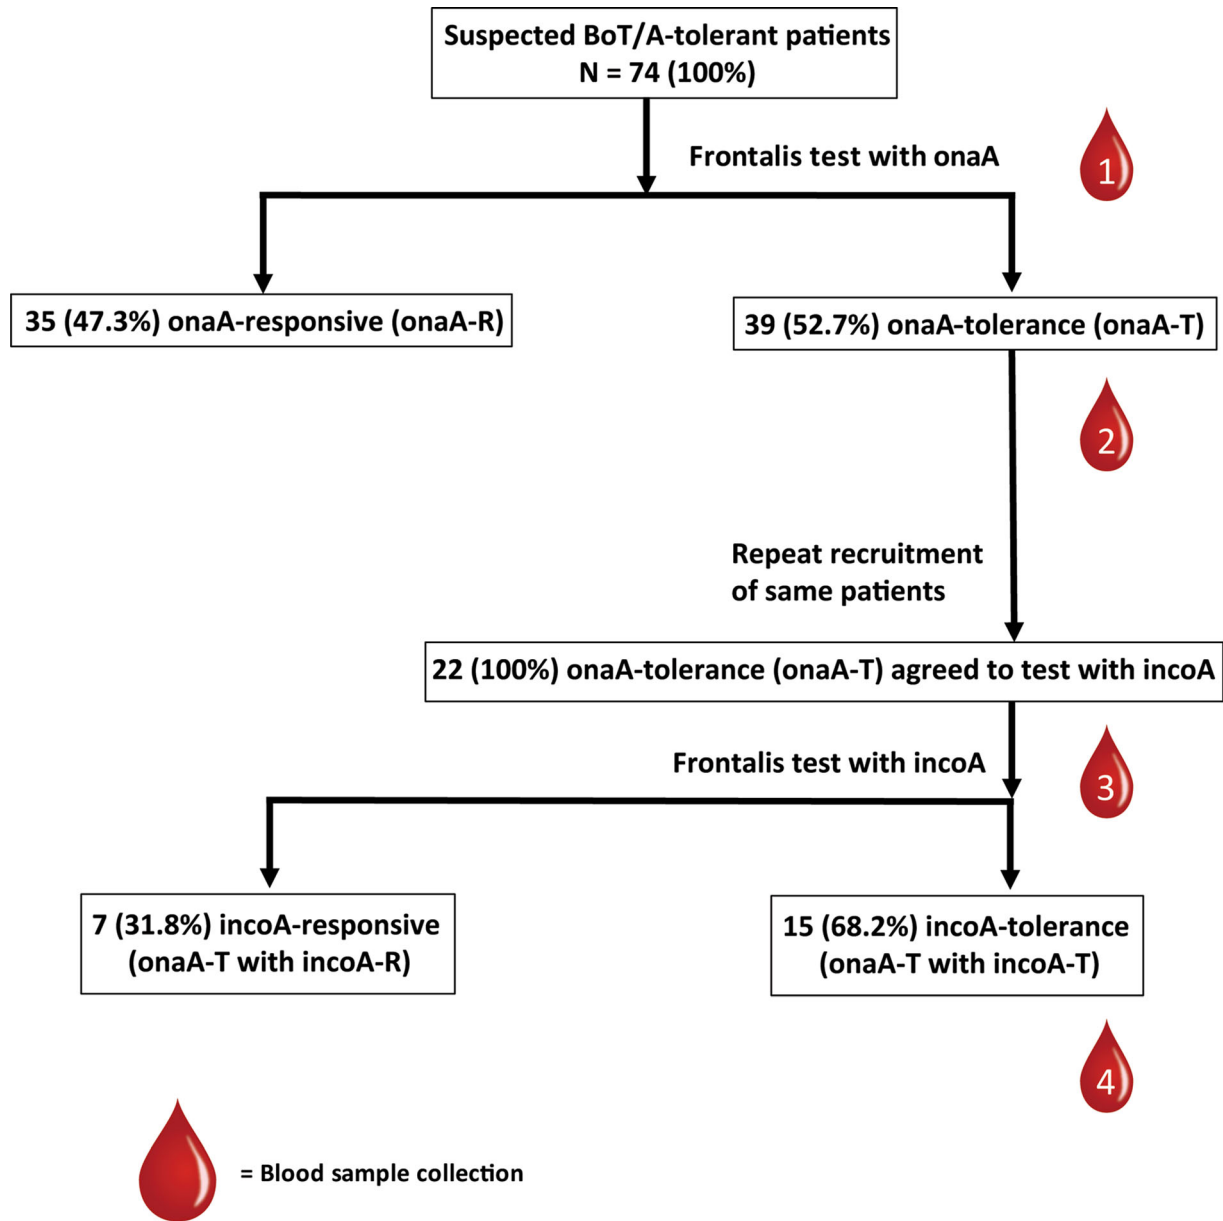 Suspected BoT/A-tolerant patients
N = 74 (100%)
Frontalis test with onaA
1
35 (47.3%) onaA-responsive (onaA-R)
39 (52.7%) onaA-tolerance (onaA-T)
2
Repeat recruitment
of same patients
22 (100%) onaA-tolerance (onaA-T) agreed to test with incoA
Frontalis test with incoA
3
7 (31.8%) incoA-responsive
(onaA-T with incoA-R)
15 (68.2%) incoA-tolerance
(onaA-T with incoA-T)
4
= Blood sample collection